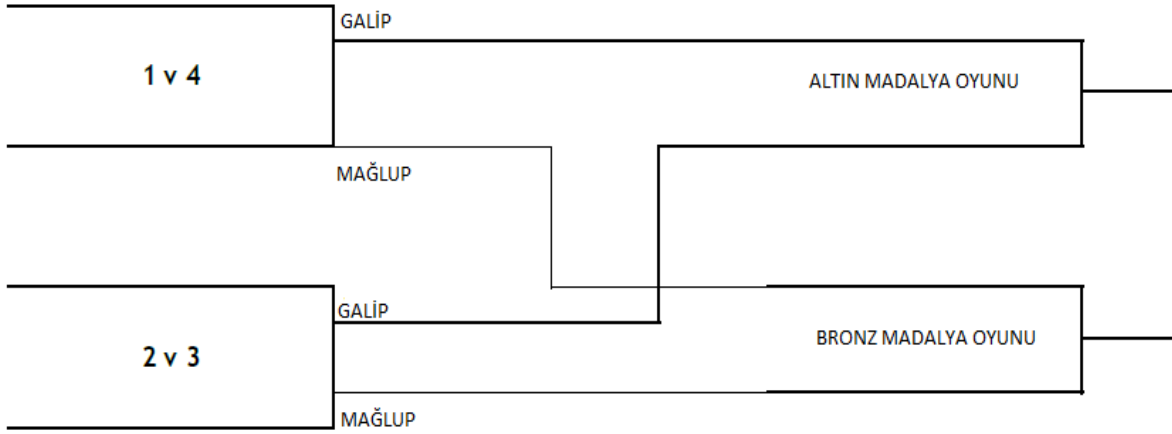 GALİP
1 v 4
ALTIN MADALYA OYUNU
MAĞLUP
GALİP
2 v 3
BRONZ MADALYA OYUNU
MAĞLUP